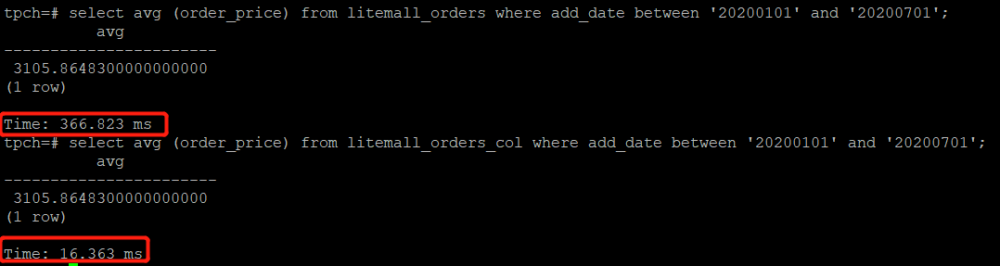 tpch=# select avg (order_price) from litemall_orders where add_date between '20200101' and '20200701';
avg
-----------------------
3105.8648300000000000
(1 row)
Time: 366.823 ms
tpch=# select avg (order_price) from litemall_orders_col where add_date between '20200101' and '20200701';
avg
-----------------------
3105.8648300000000000
(1 row)
Time: 16.363 ms